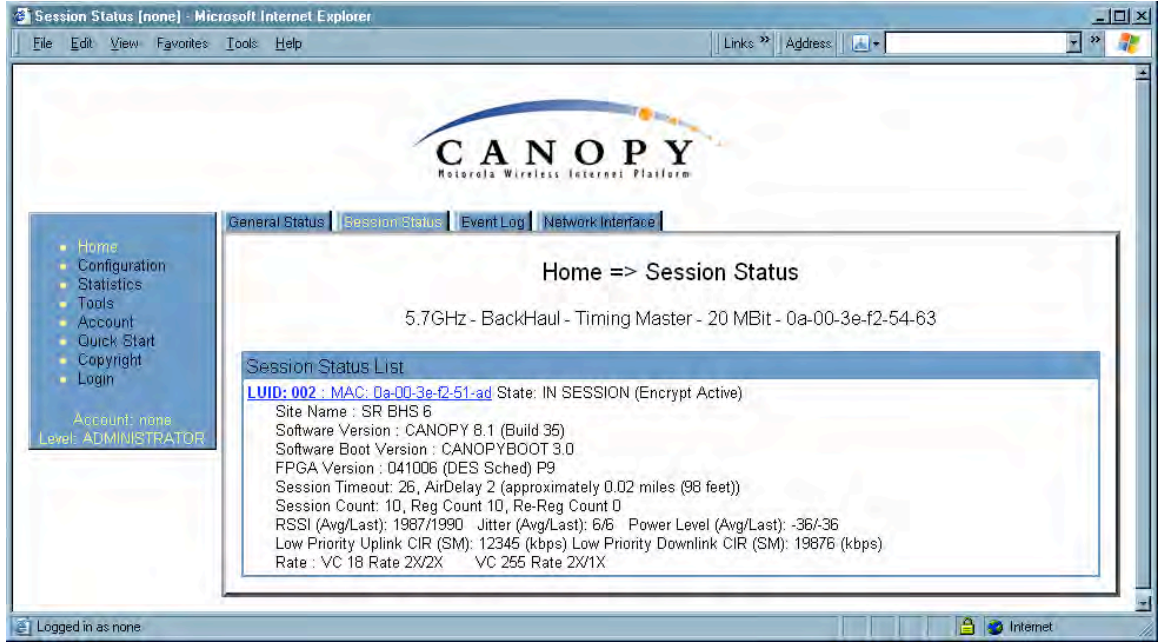 Session Status [none] - Microsoft Internet Explorer
File Edit View Favorites Tools Help Links » Address »
CANOPY
Motorola Wireless Internet Platform
General Status Session Status Event Log Network Interface
Home
Configuration
Statistics
Tools
Account
Quick Start
Copyright
Login
Account: none
Level: ADMINISTRATOR
Home => Session Status
5.7GHz - BackHaul - Timing Master - 20 MBit - 0a-00-3e-f2-54-63
Session Status List
LUID: 002 : MAC: 0a-00-3e-f2-51-ad State: IN SESSION (Encrypt Active)
Site Name : SR BHS 6
Software Version : CANOPY 8.1 (Build 35)
Software Boot Version : CANOPYBOOT 3.0
FPGA Version : 041006 (DES Sched) P9
Session Timeout: 26, AirDelay 2 (approximately 0.02 miles (98 feet))
Session Count: 10, Reg Count 10, Re-Reg Count 0
RSSI (Avg/Last): 1987/1990 Jitter (Avg/Last): 6/6 Power Level (Avg/Last): -36/-36
Low Priority Uplink CIR (SM): 12345 (kbps) Low Priority Downlink CIR (SM): 19876 (kbps)
Rate : VC 18 Rate 2X/2X VC 255 Rate 2X/1X
Logged in as none Internet